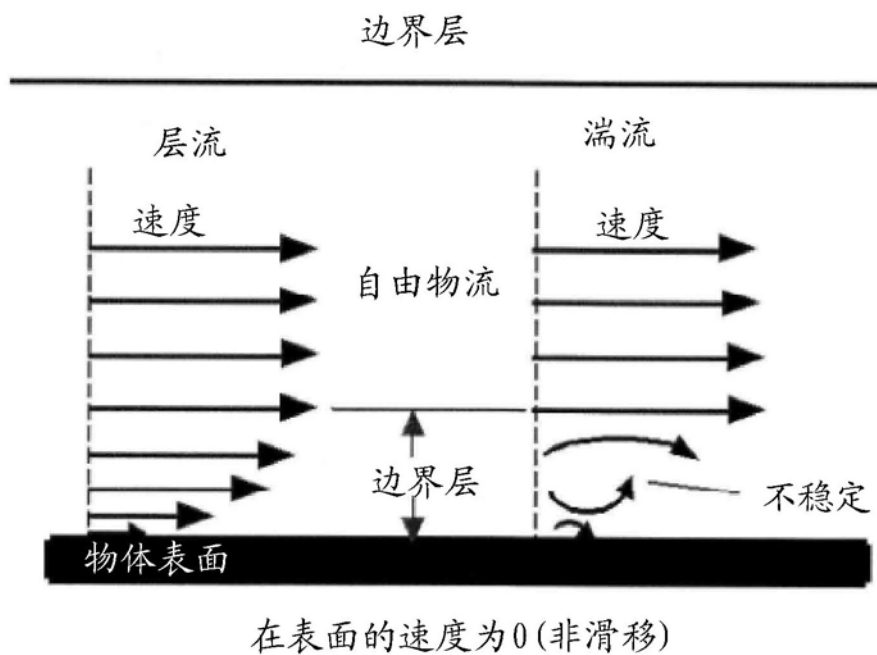 边界层
层流
湍流
速度
速度
自由物流
边界层
不稳定
物体表面
在表面的速度为0(非滑移)